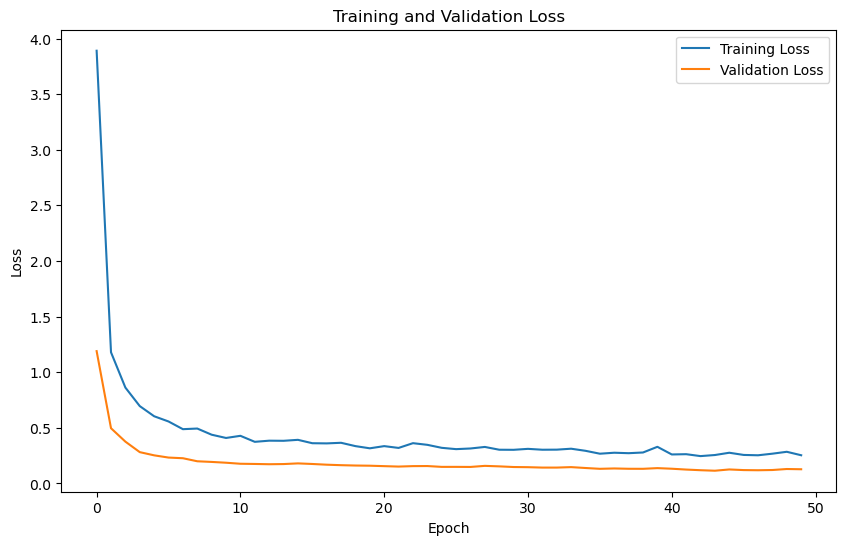 Training and Validation Loss
Training Loss
Validation Loss
4.0
3.5
3.0
2.5
2.0
1.5
1.0
0.5
0.0
Loss
0 10 20 30 40 50
Epoch